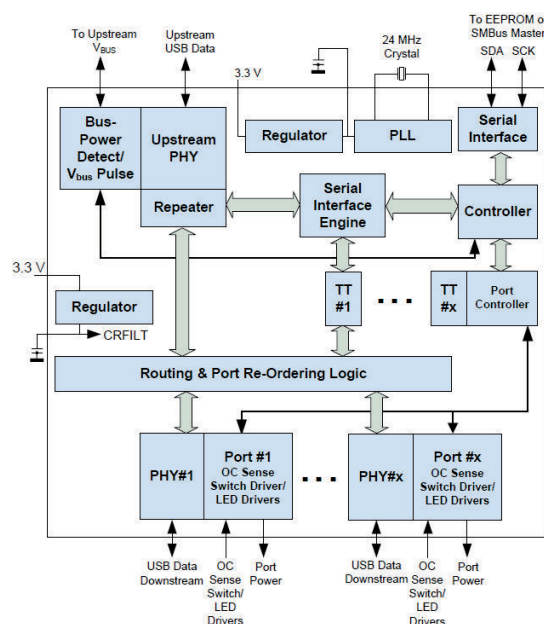 To Upstream
VBUS
Upstream
USB Data
24 MHz
Crystal
To EEPROM or
SMBus Master
SDA SCK
3.3 V
Bus-
Power
Detect/
Vbus Pulse
Upstream
PHY
Regulator
PLL
Serial
Interface
Repeater
Serial
Interface
Engine
Controller
3.3 V
Regulator
CRFILT
TT
#1
...
TT
#x
Port
Controller
Routing & Port Re-Ordering Logic
PHY#1
Port #1
OC Sense
Switch Driver/
LED Drivers
...
PHY#x
Port #x
OC Sense
Switch Driver/
LED Drivers
USB Data
Downstream
OC
Sense
Switch/
LED
Drivers
Port
Power
USB Data
Downstream
OC
Sense
Switch/
LED
Drivers
Port
Power